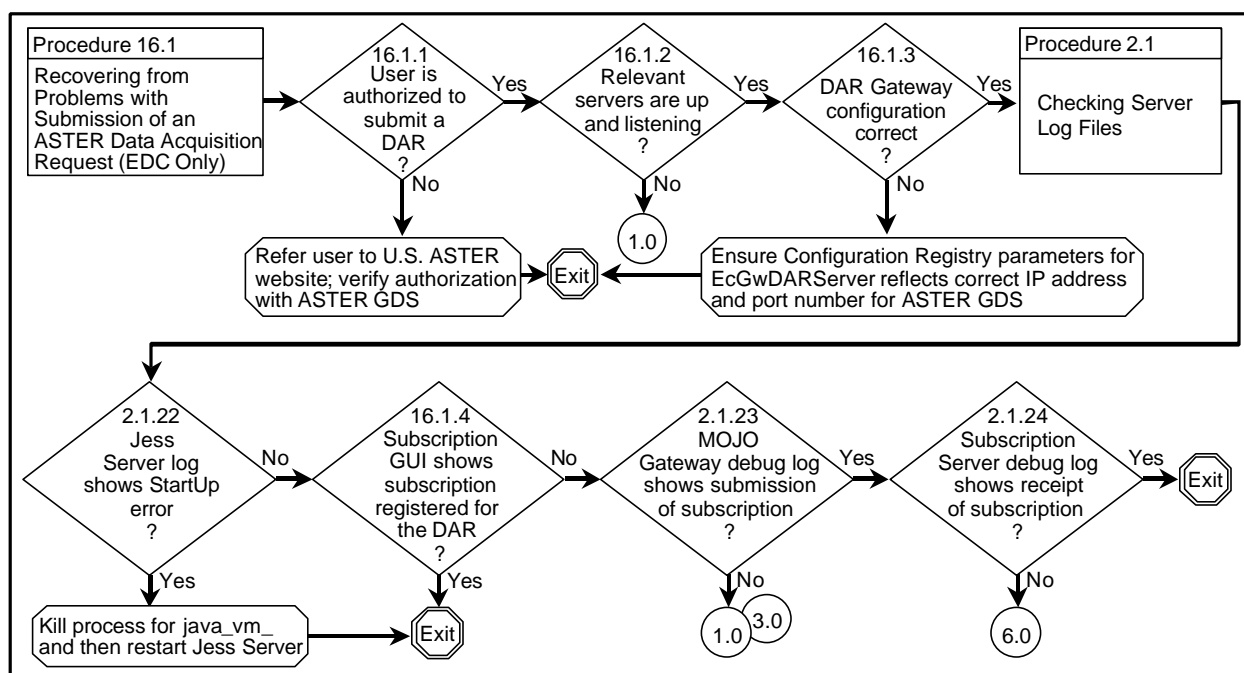 Procedure 16.1
Recovering from
Problems with
Submission of an
ASTER Data Acquisition
Request (EDC Only)
16.1.1
User is
authorized to
submit a
DAR
?
Yes
No
16.1.2
Relevant
servers are up
and listening
?
Yes
No
1.0
16.1.3
DAR Gateway
configuration
correct
?
Yes
No
Procedure 2.1
Checking Server
Log Files
Refer user to U.S. ASTER
website; verify authorization
with ASTER GDS
Exit
Ensure Configuration Registry parameters for
EcGwDARServer reflects correct IP address
and port number for ASTER GDS
2.1.22
Jess
Server log
shows StartUp
error
?
No
Yes
Kill process for java_vm_
and then restart Jess Server
16.1.4
Subscription
GUI shows
subscription
registered for
the DAR
?
No
Yes
Exit
2.1.23
MOJO
Gateway debug log
shows submission
of subscription
?
Yes
No
1.0
3.0
2.1.24
Subscription
Server debug log
shows receipt
of subscription
?
Yes
No
6.0
Exit